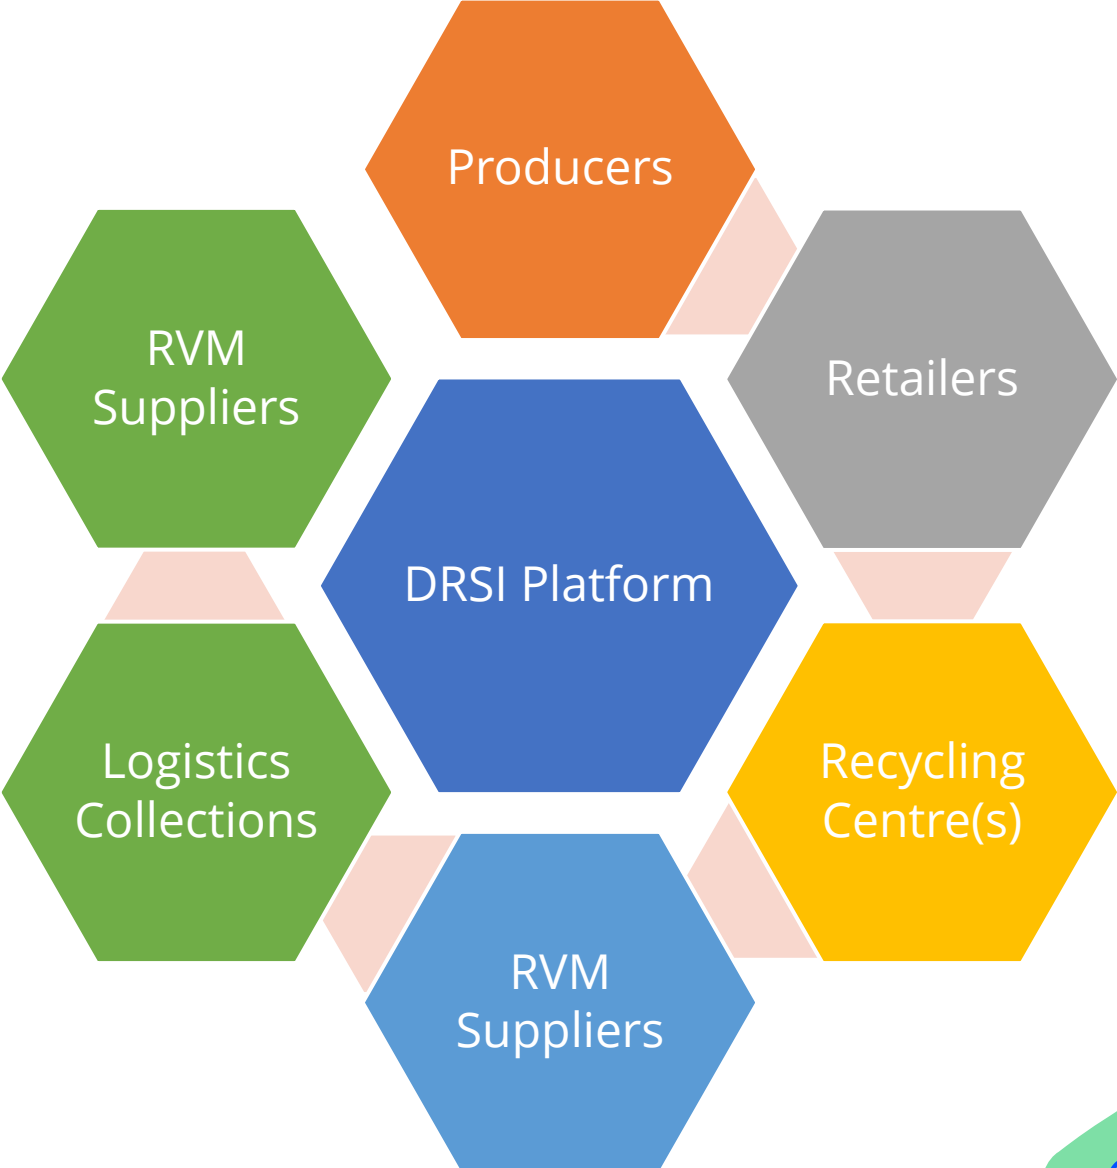 Producers
RVM
Suppliers
Retailers
DRSI Platform
Logistics
Collections
Recycling
Centre(s)
RVM
Suppliers